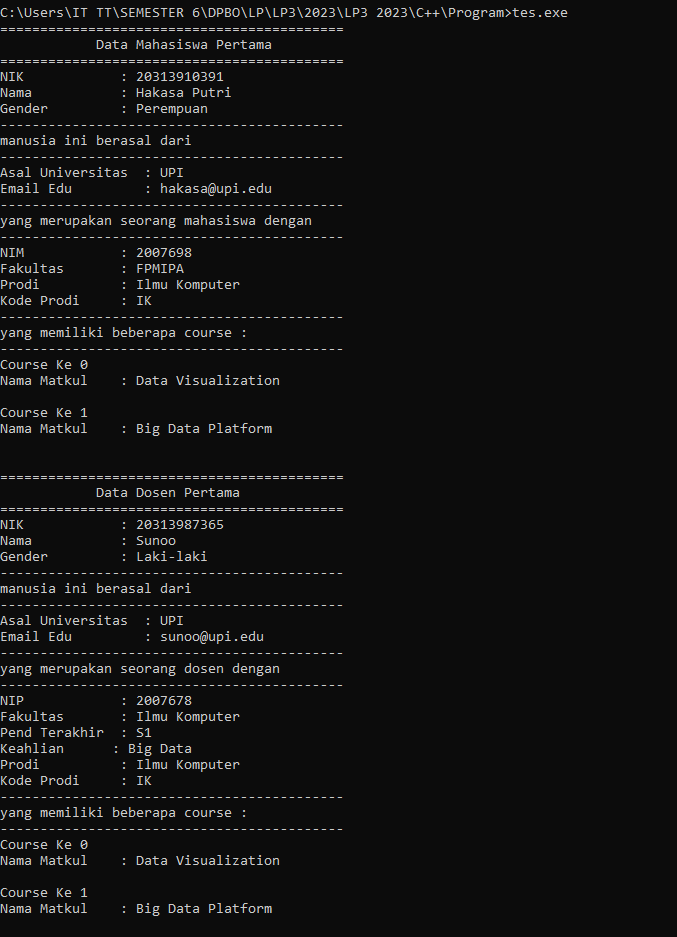 C:\Users\IT TT\SEMESTER 6\DPBO\LP\LP3\2023\LP3 2023\C++\Program>tes.exe
===========================================
            Data Mahasiswa Pertama
===========================================
NIK            : 20313910391
Nama           : Hakasa Putri
Gender         : Perempuan
-------------------------------------------
manusia ini berasal dari
-------------------------------------------
Asal Universitas  : UPI
Email Edu         : hakasa@upi.edu
-------------------------------------------
yang merupakan seorang mahasiswa dengan
-------------------------------------------
NIM            : 2007698
Fakultas       : FPMIPA
Prodi          : Ilmu Komputer
Kode Prodi     : IK
-------------------------------------------
yang memiliki beberapa course :
-------------------------------------------
Course Ke 0
Nama Matkul    : Data Visualization

Course Ke 1
Nama Matkul    : Big Data Platform

===========================================
            Data Dosen Pertama
===========================================
NIK            : 20313987365
Nama           : Sunoo
Gender         : Laki-laki
-------------------------------------------
manusia ini berasal dari
-------------------------------------------
Asal Universitas  : UPI
Email Edu         : sunoo@upi.edu
-------------------------------------------
yang merupakan seorang dosen dengan
-------------------------------------------
NIP            : 2007678
Fakultas       : Ilmu Komputer
Pend Terakhir  : S1
Keahlian      : Big Data
Prodi          : Ilmu Komputer
Kode Prodi     : IK
-------------------------------------------
yang memiliki beberapa course :
-------------------------------------------
Course Ke 0
Nama Matkul    : Data Visualization

Course Ke 1
Nama Matkul    : Big Data Platform